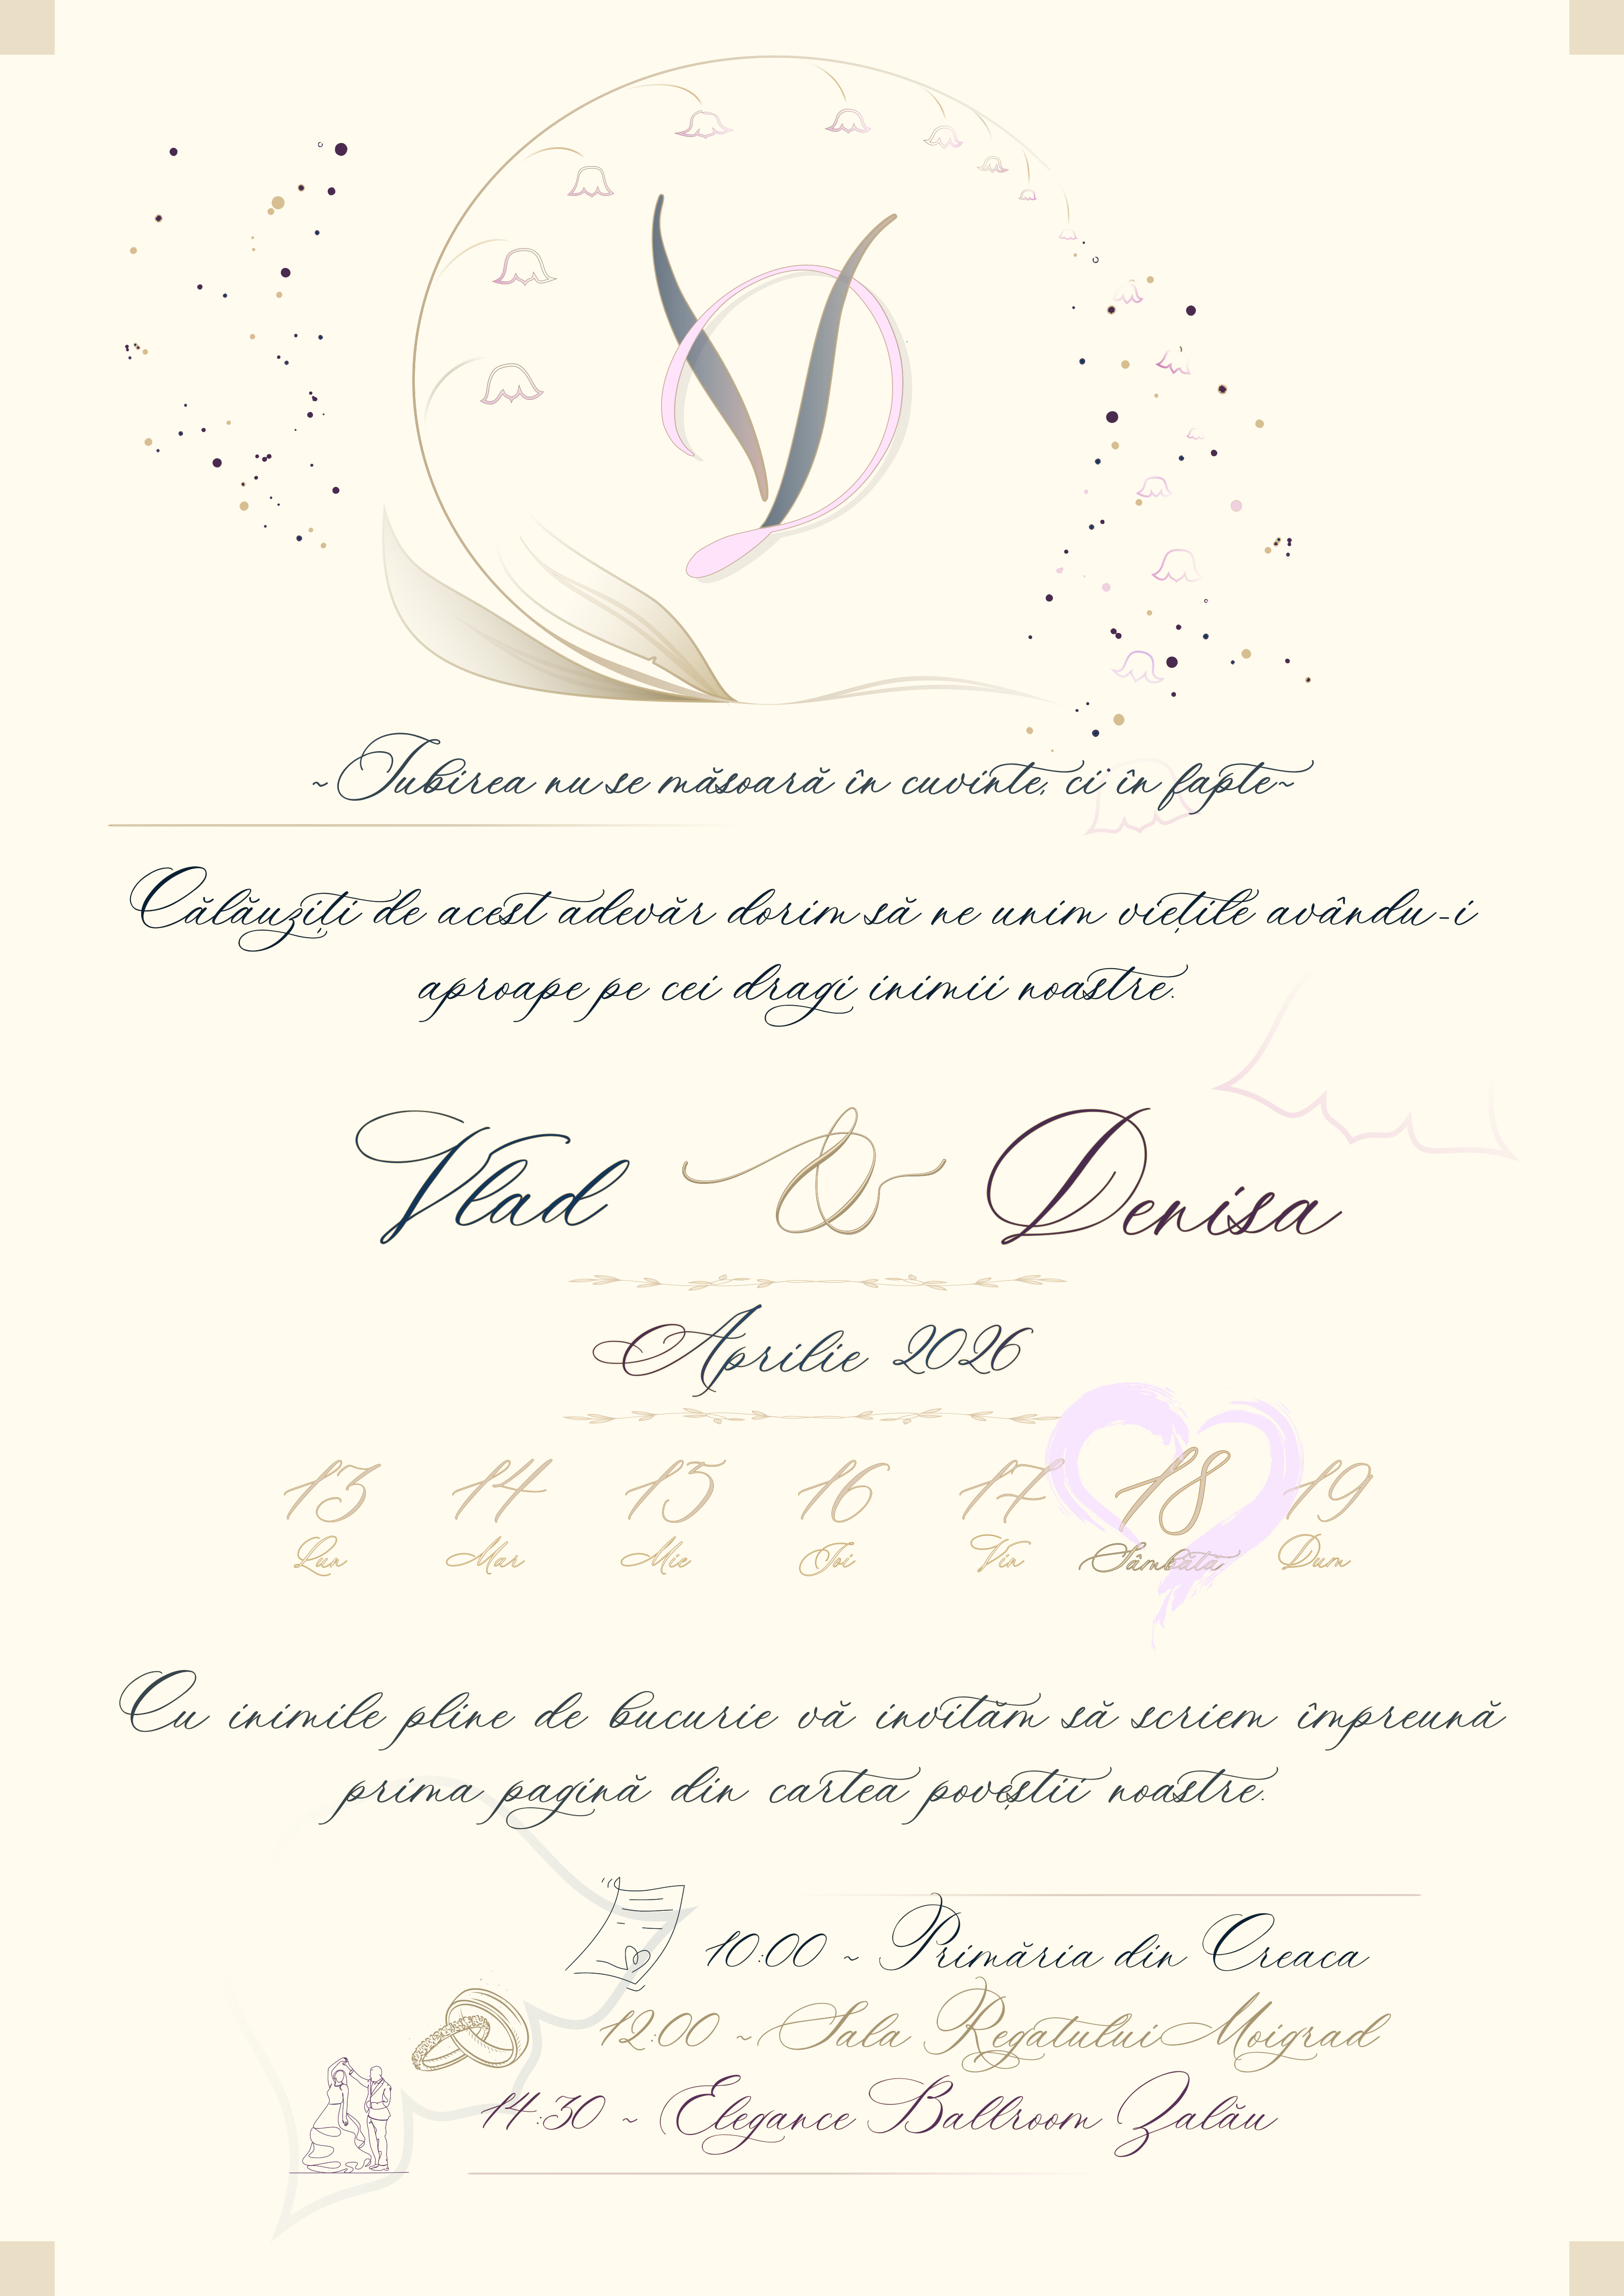 VD
~Iubirea nu se măsoară în cuvinte, ci în fapte~
Călăuziți de acest adevăr dorim să ne unim viețile avându-i
aproape pe cei dragi inimii noastre.
Vlad & Denisa
Aprilie 2026
13 14 15 16 17 18 19
Lun Mar Mie Joi Vin Sâmbăta Dum
Cu inimile pline de bucurie vă invităm să scriem împreună
prima pagină din cartea poveștii noastre.
10:00 ~ Primăria din Creaca
12:00 ~ Sala Regatului Moigrad
14:30 ~ Elegance Ballroom Zalău